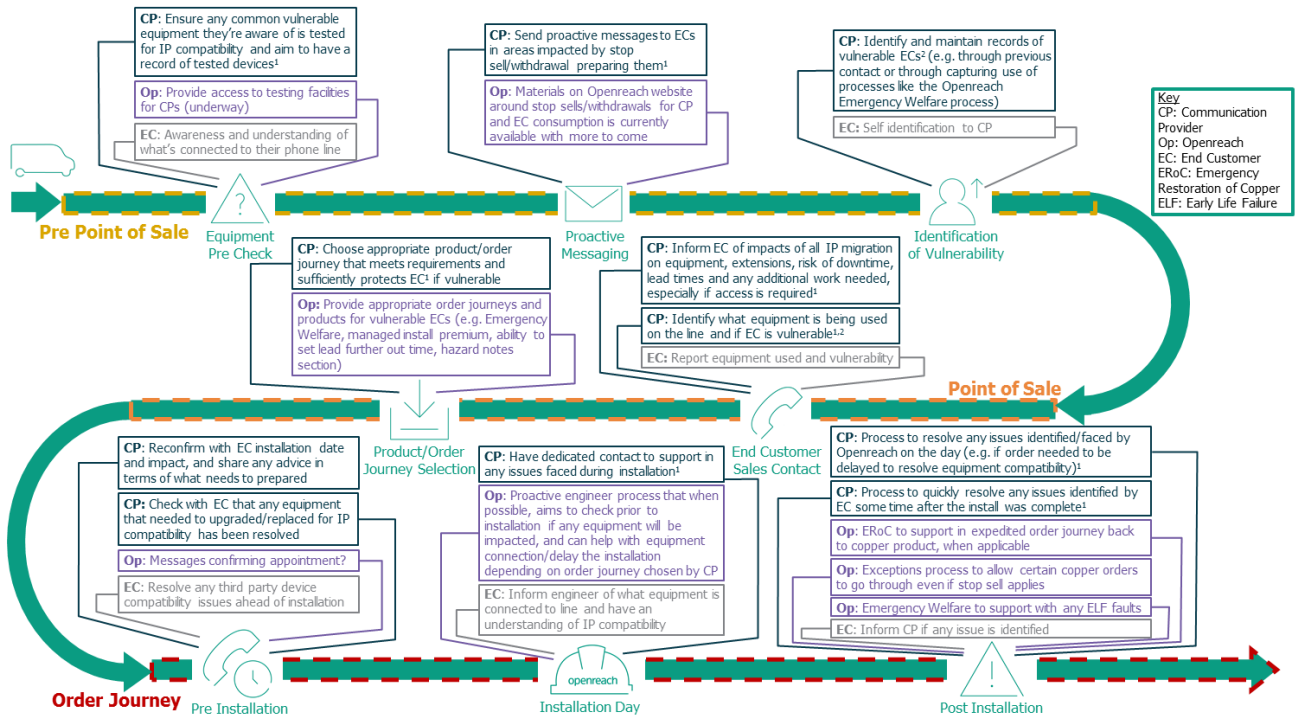 CP: Ensure any common vulnerable
equipment they're aware of is tested
for IP compatibility and aim to have a
record of tested devices¹
Op: Provide access to testing facilities
for CPs (underway)
EC: Awareness and understanding of
what's connected to their phone line
CP: Send proactive messages to ECs
in areas impacted by stop
sell/withdrawal preparing them¹
Op: Materials on Openreach website
around stop sells/withdrawals for CP
and EC consumption is currently
available with more to come
CP: Identify and maintain records of
vulnerable ECs² (e.g. through previous
contact or through capturing use of
processes like the Openreach
Emergency Welfare process)
EC: Self identification to CP
Key
CP: Communication
Provider
Op: Openreach
EC: End Customer
ERoC: Emergency
Restoration of Copper
ELF: Early Life Failure
?
Pre Point of Sale
Equipment
Pre Check
Proactive
Messaging
Identification
of Vulnerability
CP: Choose appropriate product/order
journey that meets requirements and
sufficiently protects EC¹ if vulnerable
Op: Provide appropriate order journeys and
products for vulnerable ECs (e.g. Emergency
Welfare, managed install premium, ability to
set lead further out time, hazard notes
section)
CP: Inform EC of impacts of all IP migration
on equipment, extensions, risk of downtime,
lead times and any additional work needed,
especially if access is required¹
CP: Identify what equipment is being used
on the line and if EC is vulnerable¹,²
EC: Report equipment used and vulnerability
Point of Sale
Product/Order
Journey Selection
End Customer
Sales Contact
CP: Reconfirm with EC installation date
and impact, and share any advice in
terms of what needs to prepared
CP: Check with EC that any equipment
that needed to upgraded/replaced for IP
compatibility has been resolved
Op: Messages confirming appointment?
EC: Resolve any third party device
compatibility issues ahead of installation
CP: Have dedicated contact to support in
any issues faced during installation¹
Op: Proactive engineer process that when
possible, aims to check prior to
installation if any equipment will be
impacted, and can help with equipment
connection/delay the installation
depending on order journey chosen by CP
EC: Inform engineer of what equipment is
connected to line and have an
understanding of IP compatibility
CP: Process to resolve any issues identified/faced by
Openreach on the day (e.g. if order needed to be
delayed to resolve equipment compatibility)¹
CP: Process to quickly resolve any issues identified by
EC some time after the install was complete¹
Op: ERoC to support in expedited order journey back
to copper product, when applicable
Op: Exceptions process to allow certain copper orders
to go through even if stop sell applies
Op: Emergency Welfare to support with any ELF faults
EC: Inform CP if any issue is identified
openreach
Order Journey
Pre Installation
Installation Day
Post Installation